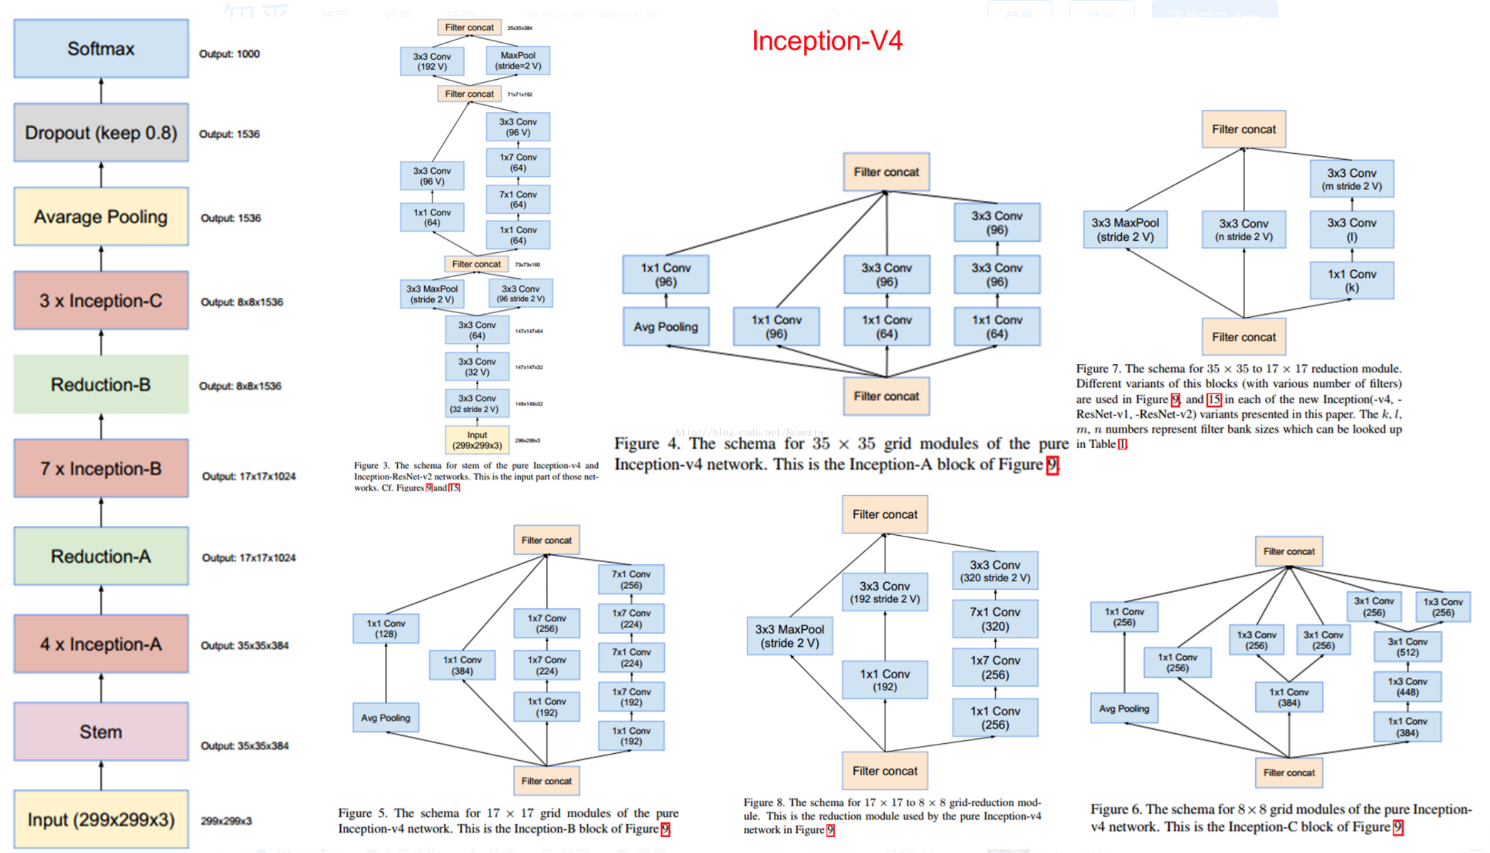 Inception-V4
Softmax
Output: 1000
Dropout (keep 0.8)
Output: 1536
Avarage Pooling
Output: 1536
3 x Inception-C
Output: 8x8x1536
Reduction-B
Output: 8x8x1536
7 x Inception-B
Output: 17x17x1024
Reduction-A
Output: 17x17x1024
4 x Inception-A
Output: 35x35x384
Stem
Output: 35x35x384
Input (299x299x3)
299x299x3
Filter concat
35x35x384
3x3 Conv
(192 V)
MaxPool
(stride=2 V)
Filter concat
71x71x192
3x3 Conv
(96 V)
1x7 Conv
(64)
3x3 Conv
(96 V)
7x1 Conv
(64)
1x1 Conv
(64)
1x1 Conv
(64)
Filter concat
73x73x160
3x3 MaxPool
(stride 2 V)
3x3 Conv
(96 stride 2 V)
3x3 Conv
(64)
147x147x64
3x3 Conv
(32 V)
147x147x32
3x3 Conv
(32 stride 2 V)
149x149x32
Input
(299x299x3)
299x299x3
Figure 3. The schema for stem of the pure Inception-v4 and
Inception-ResNet-v2 networks. This is the input part of those net-
works. Cf. Figures 9 and 15
Filter concat
3x3 Conv
(96)
1x1 Conv
(96)
3x3 Conv
(96)
3x3 Conv
(96)
Avg Pooling
1x1 Conv
(96)
1x1 Conv
(64)
1x1 Conv
(64)
Filter concat
http://blog.csdn.net/Numeria
Figure 4. The schema for 35 × 35 grid modules of the pure
Inception-v4 network. This is the Inception-A block of Figure 9.
Filter concat
3x3 Conv
(m stride 2 V)
3x3 MaxPool
(stride 2 V)
3x3 Conv
(n stride 2 V)
3x3 Conv
(l)
1x1 Conv
(k)
Filter concat
Figure 7. The schema for 35 × 35 to 17 × 17 reduction module.
Different variants of this blocks (with various number of filters)
are used in Figure 9, and 15 in each of the new Inception(-v4, -
ResNet-v1, -ResNet-v2) variants presented in this paper. The k, l,
m, n numbers represent filter bank sizes which can be looked up
in Table 1.
Filter concat
7x1 Conv
(256)
1x1 Conv
(128)
1x7 Conv
(256)
1x7 Conv
(224)
1x1 Conv
(384)
1x7 Conv
(224)
7x1 Conv
(224)
1x7 Conv
(192)
Avg Pooling
1x1 Conv
(192)
1x1 Conv
(192)
Filter concat
Figure 5. The schema for 17 × 17 grid modules of the pure
Inception-v4 network. This is the Inception-B block of Figure 9.
Filter concat
3x3 Conv
(320 stride 2 V)
3x3 Conv
(192 stride 2 V)
7x1 Conv
(320)
3x3 MaxPool
(stride 2 V)
1x7 Conv
(256)
1x1 Conv
(192)
1x1 Conv
(256)
Filter concat
Figure 8. The schema for 17 × 17 to 8 × 8 grid-reduction mod-
ule. This is the reduction module used by the pure Inception-v4
network in Figure 9.
Filter concat
1x1 Conv
(256)
3x1 Conv
(256)
1x3 Conv
(256)
1x3 Conv
(256)
3x1 Conv
(256)
3x1 Conv
(512)
1x1 Conv
(256)
1x3 Conv
(448)
1x1 Conv
(384)
Avg Pooling
1x1 Conv
(384)
Filter concat
Figure 6. The schema for 8×8 grid modules of the pure Inception-
v4 network. This is the Inception-C block of Figure 9.